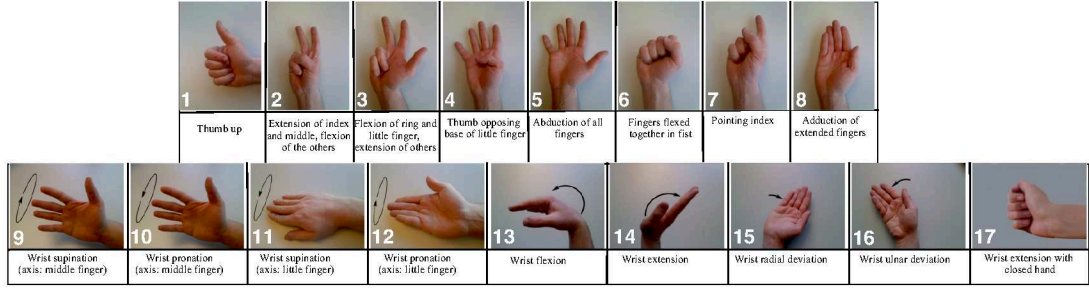 1
2
3
4
5
6
7
8
Thumb up
Extension of index
and middle, flexion
of the others
Flexion of ring and
little finger,
extension of others
Thumb opposing
base of little finger
Abduction of all
fingers
Fingers flexed
together in fist
Pointing index
Adduction of
extended fingers
9
10
11
12
13
14
15
16
17
Wrist supination
(axis: middle finger)
Wrist pronation
(axis: middle finger)
Wrist supination
(axis: little finger)
Wrist pronation
(axis: little finger)
Wrist flexion
Wrist extension
Wrist radial deviation
Wrist ulnar deviation
Wrist extension with
closed hand